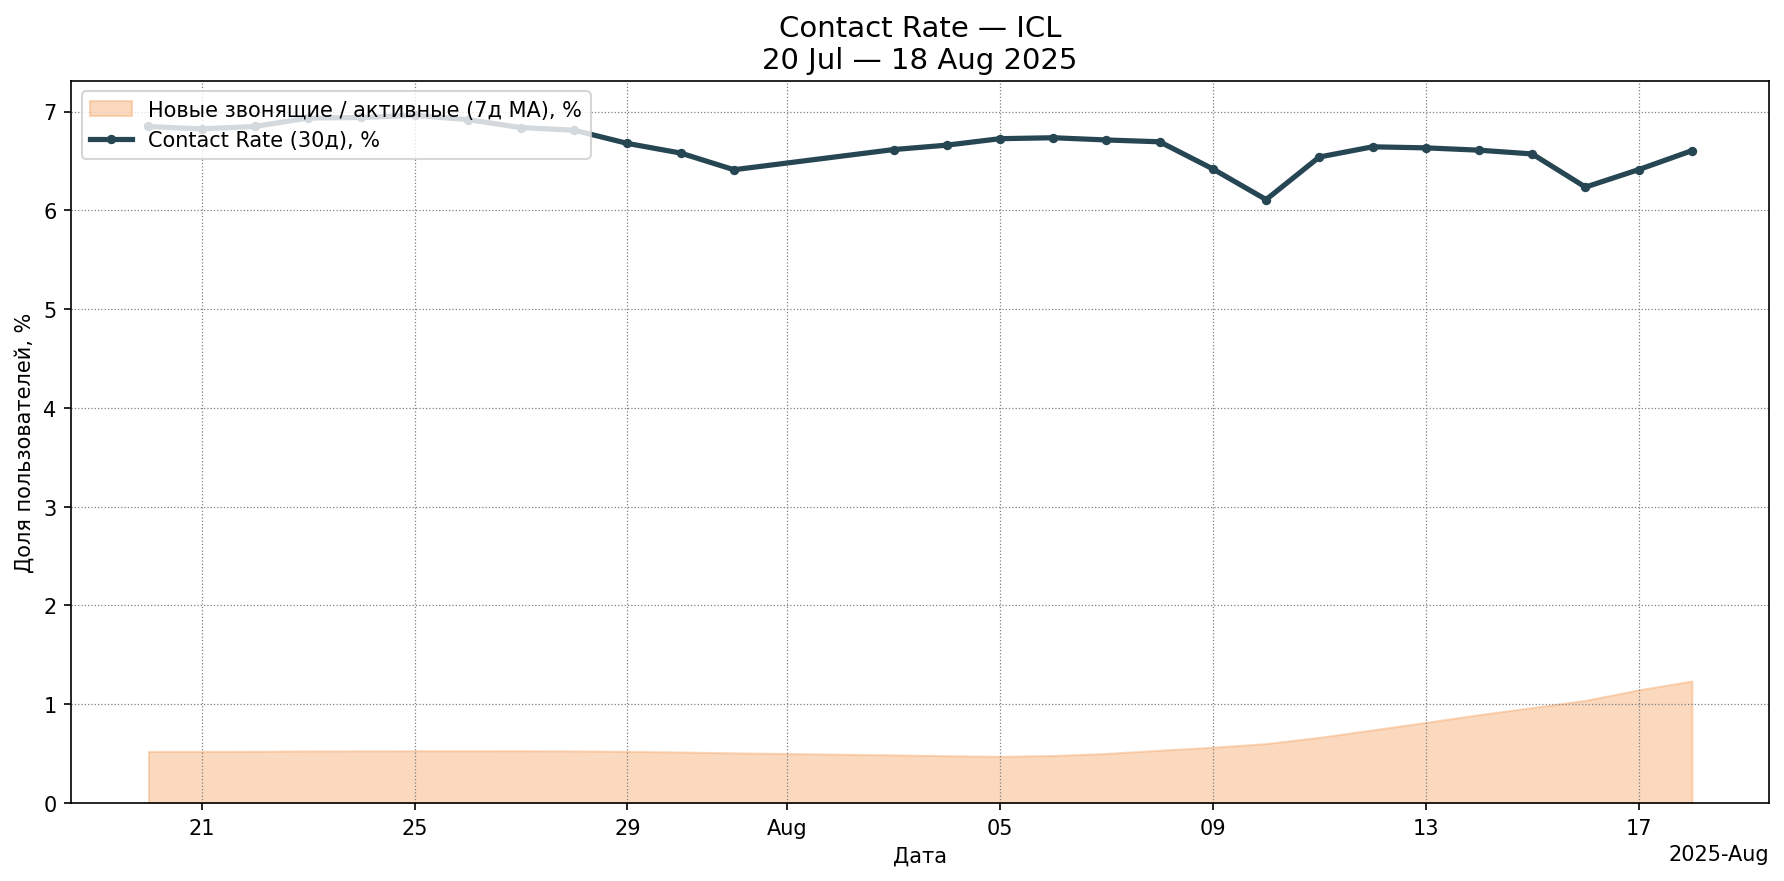 Contact Rate — ICL
20 Jul — 18 Aug 2025
Новые звонящие / активные (7д MA), %
Contact Rate (30д), %
Доля пользователей, %
7
6
5
4
3
2
1
0
21
25
29
Aug
05
09
13
17
Дата
2025-Aug